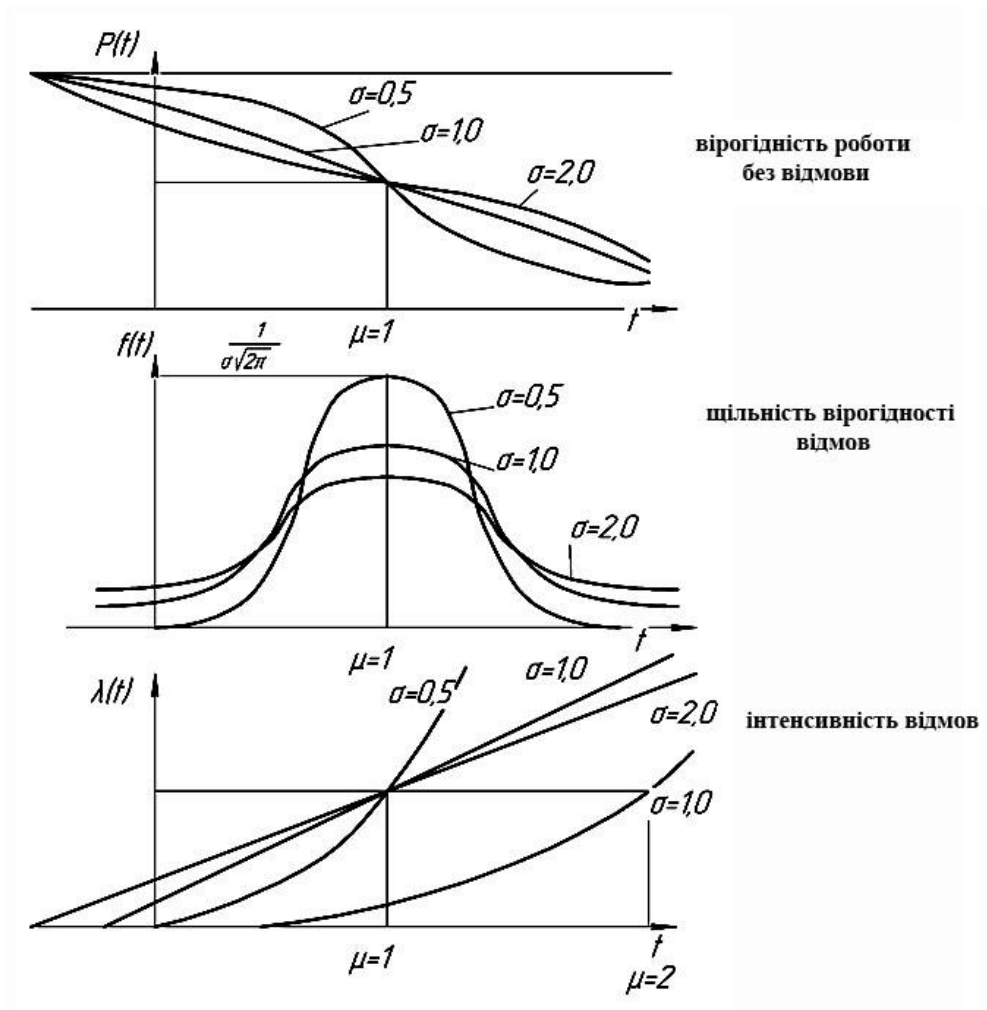 P(t)
σ=0,5
σ=1,0
σ=2,0
вірогідність роботи
без відмови
t
μ=1
f(t)
1
σ√2π
σ=0,5
σ=1,0
σ=2,0
щільність вірогідності
відмов
t
μ=1
λ(t)
σ=0,5
σ=1,0
σ=2,0
інтенсивність відмов
σ=1,0
μ=1
t
μ=2